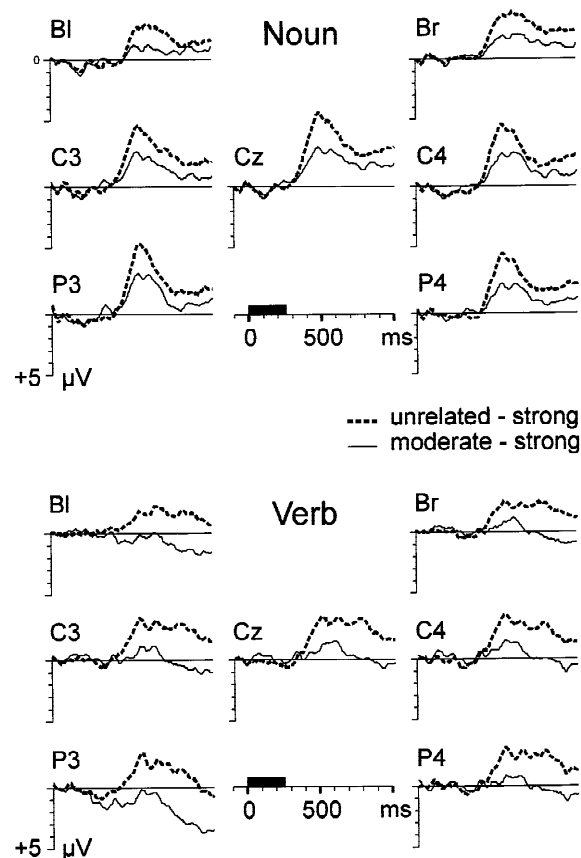 Bl Noun Br
0
C3 Cz C4
P3 P4
0 500 ms
+5 µV
unrelated - strong
moderate - strong
Bl Verb Br
C3 Cz C4
P3 P4
0 500 ms
+5 µV